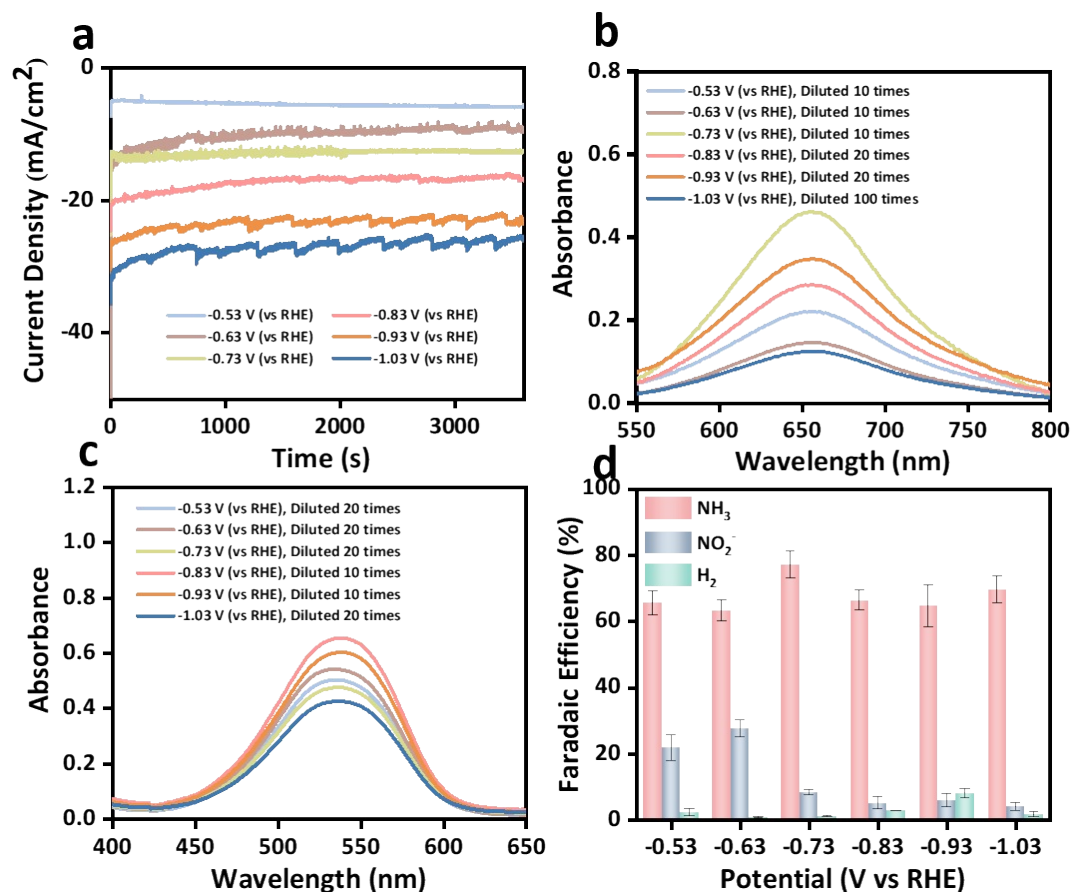 a
Current Density (mA/cm²)
0
-20
-40
-0.53 V (vs RHE)
-0.63 V (vs RHE)
-0.73 V (vs RHE)
-0.83 V (vs RHE)
-0.93 V (vs RHE)
-1.03 V (vs RHE)
0 1000 2000 3000
Time (s)
b
Absorbance
0.8
0.6
0.4
0.2
0.0
-0.53 V (vs RHE), Diluted 10 times
-0.63 V (vs RHE), Diluted 10 times
-0.73 V (vs RHE), Diluted 10 times
-0.83 V (vs RHE), Diluted 20 times
-0.93 V (vs RHE), Diluted 20 times
-1.03 V (vs RHE), Diluted 100 times
550 600 650 700 750 800
Wavelength (nm)
c
Absorbance
1.2
1.0
0.8
0.6
0.4
0.2
0.0
-0.53 V (vs RHE), Diluted 20 times
-0.63 V (vs RHE), Diluted 20 times
-0.73 V (vs RHE), Diluted 20 times
-0.83 V (vs RHE), Diluted 10 times
-0.93 V (vs RHE), Diluted 10 times
-1.03 V (vs RHE), Diluted 20 times
400 450 500 550 600 650
Wavelength (nm)
d
Faradaic Efficiency (%)
100
80
60
40
20
0
NH₃
NO₂⁻
H₂
-0.53 -0.63 -0.73 -0.83 -0.93 -1.03
Potential (V vs RHE)